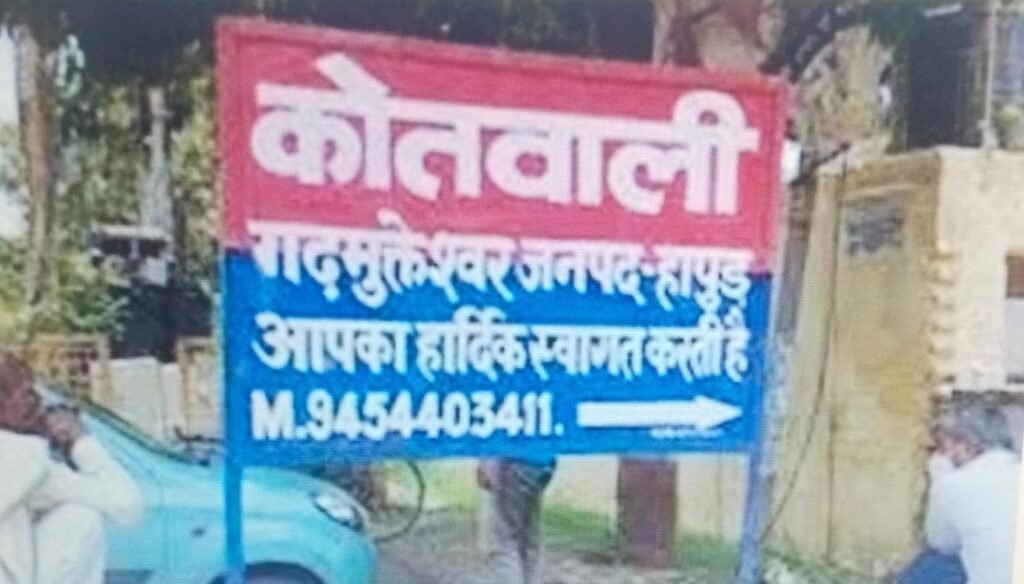 कोतवाली
गढ़मुक्तेश्वर जनपद-हापुड़
आपका हार्दिक स्वागत करती है
M.9454403411.